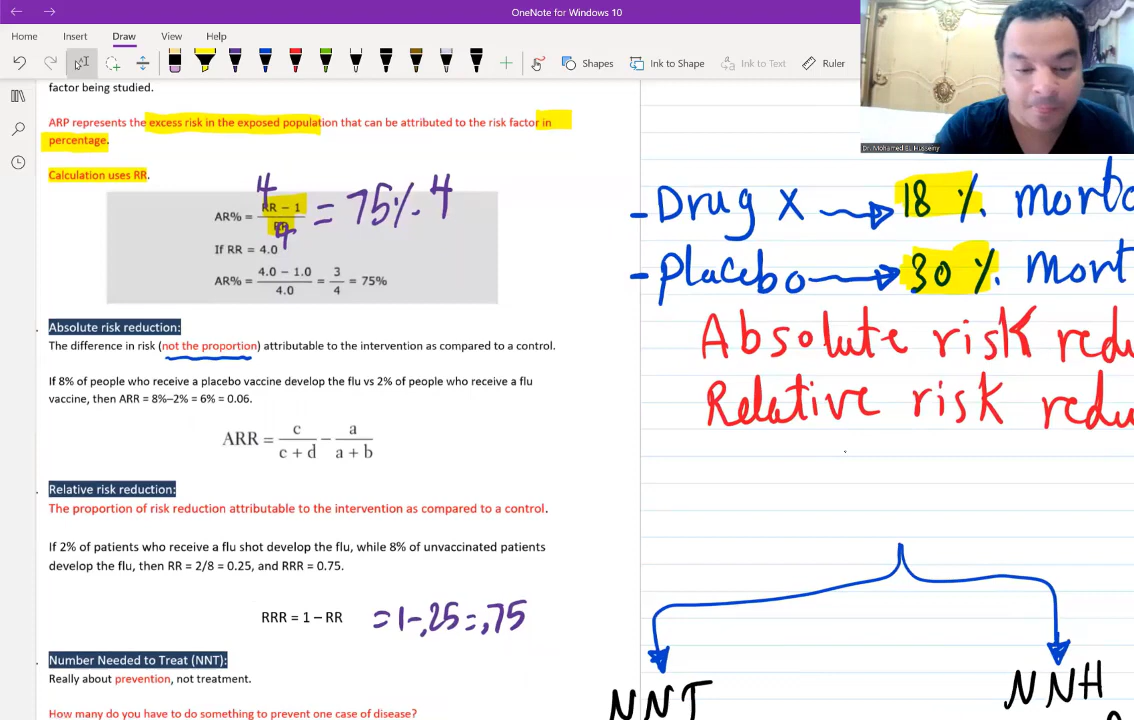 OneNote for Windows 10
Home Insert Draw View Help
Shapes Ink to Shape Ink to Text Ruler
Dr. Mohamed EL Husseiny
factor being studied.
ARP represents the excess risk in the exposed population that can be attributed to the risk factor in
percentage.
Calculation uses RR.
4
AR% = RR − 1 / RR = 75% 4
4
If RR = 4.0
AR% = 4.0 − 1.0 / 4.0 = 3 / 4 = 75%
Absolute risk reduction:
The difference in risk (not the proportion) attributable to the intervention as compared to a control.
If 8% of people who receive a placebo vaccine develop the flu vs 2% of people who receive a flu
vaccine, then ARR = 8%–2% = 6% = 0.06.
ARR = c / c + d − a / a + b
Relative risk reduction:
The proportion of risk reduction attributable to the intervention as compared to a control.
If 2% of patients who receive a flu shot develop the flu, while 8% of unvaccinated patients
develop the flu, then RR = 2/8 = 0.25, and RRR = 0.75.
RRR = 1 − RR = 1-.25=.75
Number Needed to Treat (NNT):
Really about prevention, not treatment.
How many do you have to do something to prevent one case of disease?
- Drug X → 18 %. morta
- placebo → 30 %. Mort
Absolute risk redu
Relative risk redu
NNT NNH